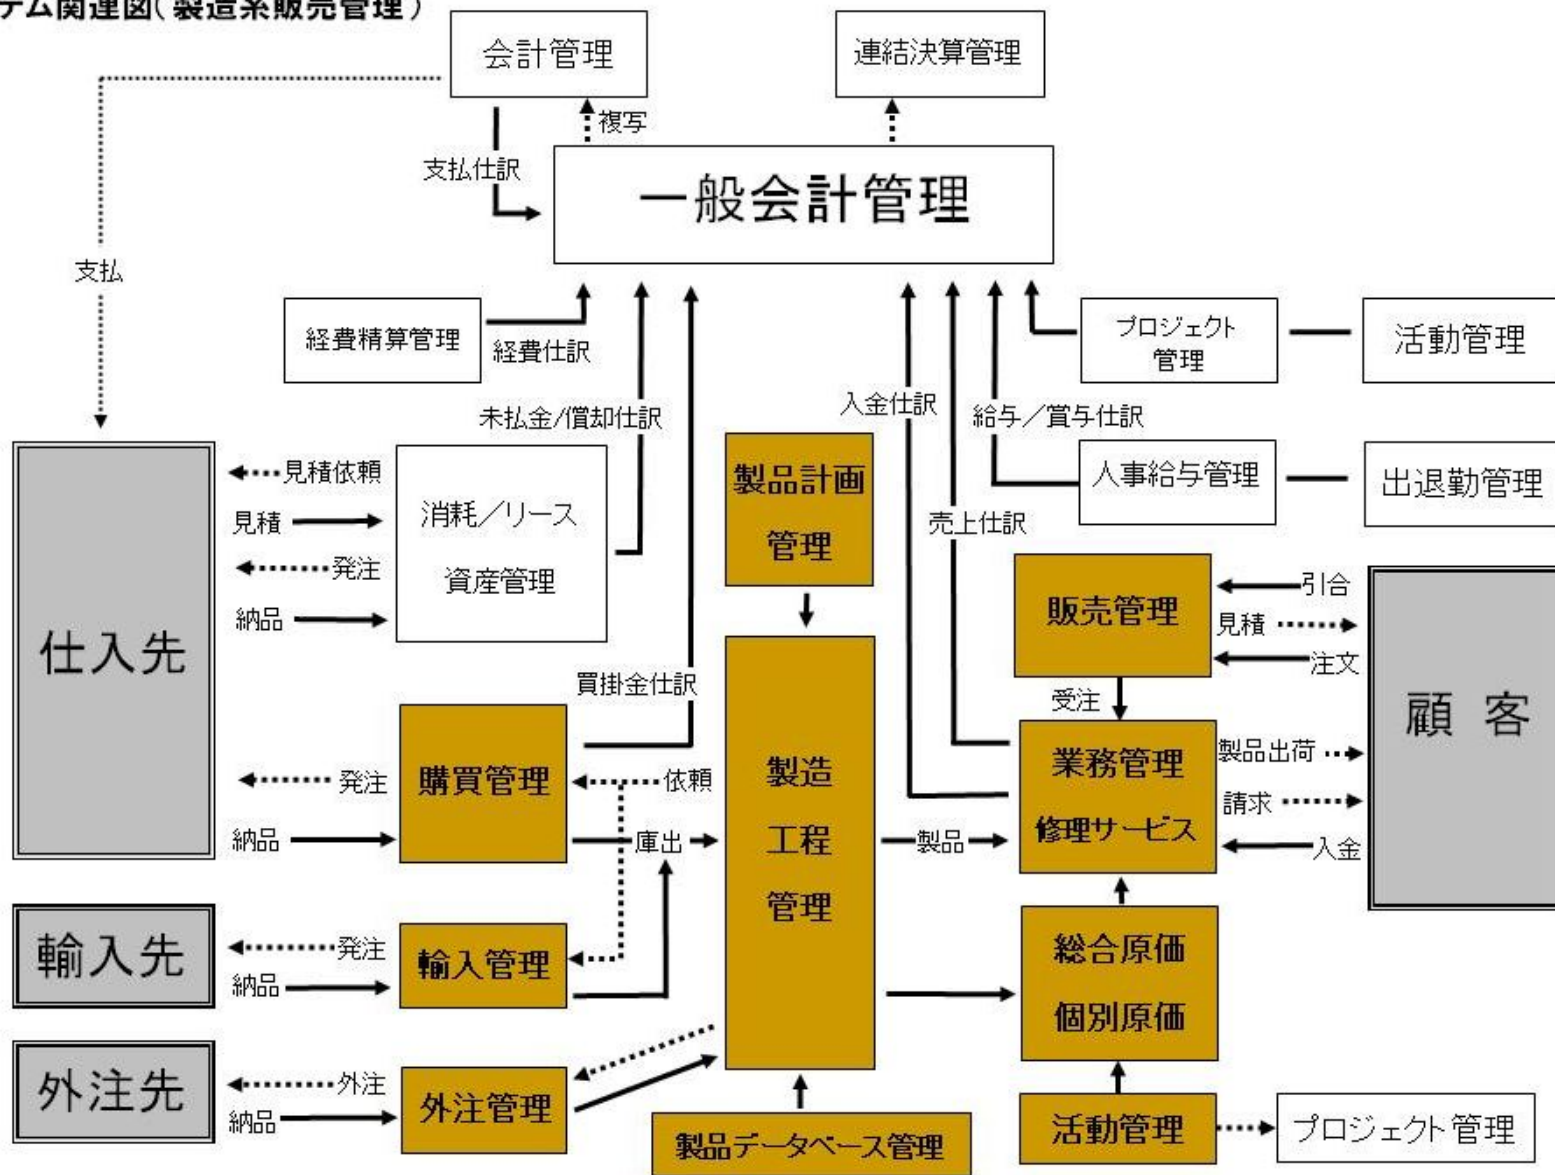 テム関連図(製造系販売管理)
会計管理
連結決算管理
複写
支払仕訳
一般会計管理
支払
経費精算管理
経費仕訳
プロジェクト
管理
活動管理
未払金/償却仕訳
入金仕訳
給与／賞与仕訳
仕入先
見積依頼
見積
発注
納品
消耗／リース
資産管理
製品計画
管理
人事給与管理
出退勤管理
売上仕訳
販売管理
引合
見積
注文
顧客
買掛金仕訳
受注
購買管理
発注
納品
依頼
庫出
製造
工程
管理
製品
業務管理
修理サービス
製品出荷
請求
入金
輸入先
発注
納品
輸入管理
総合原価
個別原価
外注先
外注
納品
外注管理
製品データベース管理
活動管理
プロジェクト管理